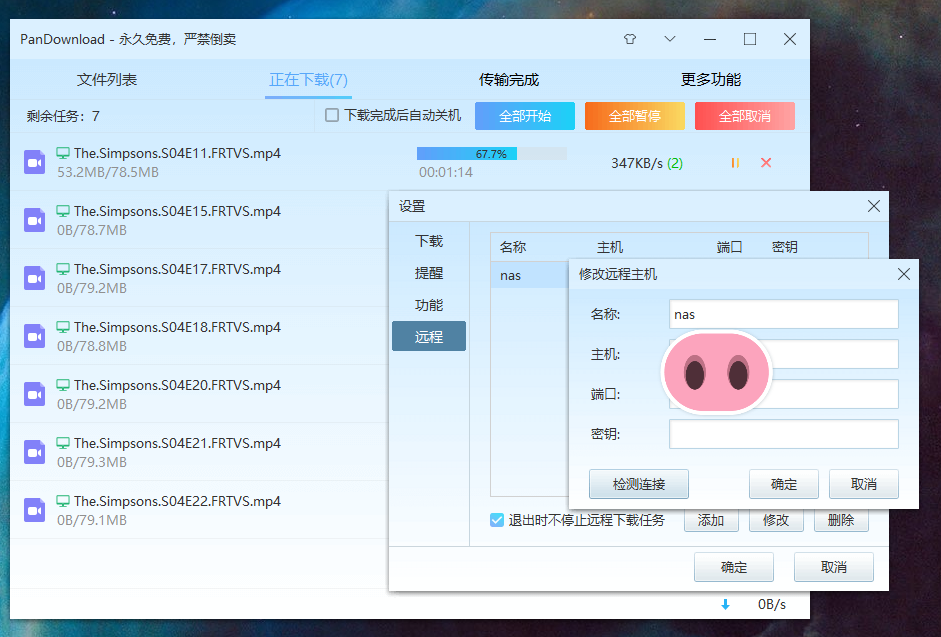 PanDownload - 永久免费，严禁倒卖
文件列表
正在下载(7)
传输完成
更多功能
剩余任务：7
下载完成后自动关机
全部开始
全部暂停
全部取消
The.Simpsons.S04E11.FRTVS.mp4
53.2MB/78.5MB
67.7%
00:01:14
347KB/s (2)
The.Simpsons.S04E15.FRTVS.mp4
0B/78.7MB
The.Simpsons.S04E17.FRTVS.mp4
0B/79.2MB
The.Simpsons.S04E18.FRTVS.mp4
0B/78.8MB
The.Simpsons.S04E20.FRTVS.mp4
0B/79.2MB
The.Simpsons.S04E21.FRTVS.mp4
0B/79.3MB
The.Simpsons.S04E22.FRTVS.mp4
0B/79.1MB
设置
下载
提醒
功能
远程
名称
主机
端口
密钥
nas
修改远程主机
名称:
nas
主机:
端口:
密钥:
检测连接
确定
取消
退出时不停止远程下载任务
添加
修改
删除
确定
取消
0B/s